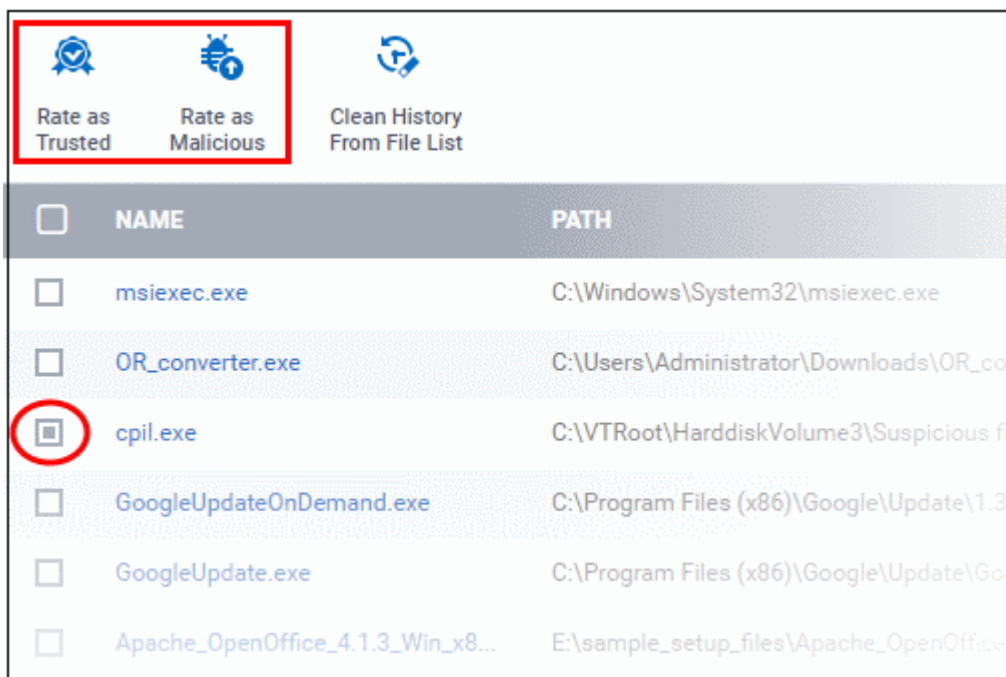 Rate as Rate as Clean History
Trusted Malicious From File List
NAME PATH
msiexec.exe C:\Windows\System32\msiexec.exe
OR_converter.exe C:\Users\Administrator\Downloads\OR_co
cpil.exe C:\VTRoot\HarddiskVolume3\Suspicious fi
GoogleUpdateOnDemand.exe C:\Program Files (x86)\Google\Update\1.3
GoogleUpdate.exe C:\Program Files (x86)\Google\Update\Go
Apache_OpenOffice_4.1.3_Win_x8... E:\sample_setup_files\Apache_OpenOffice